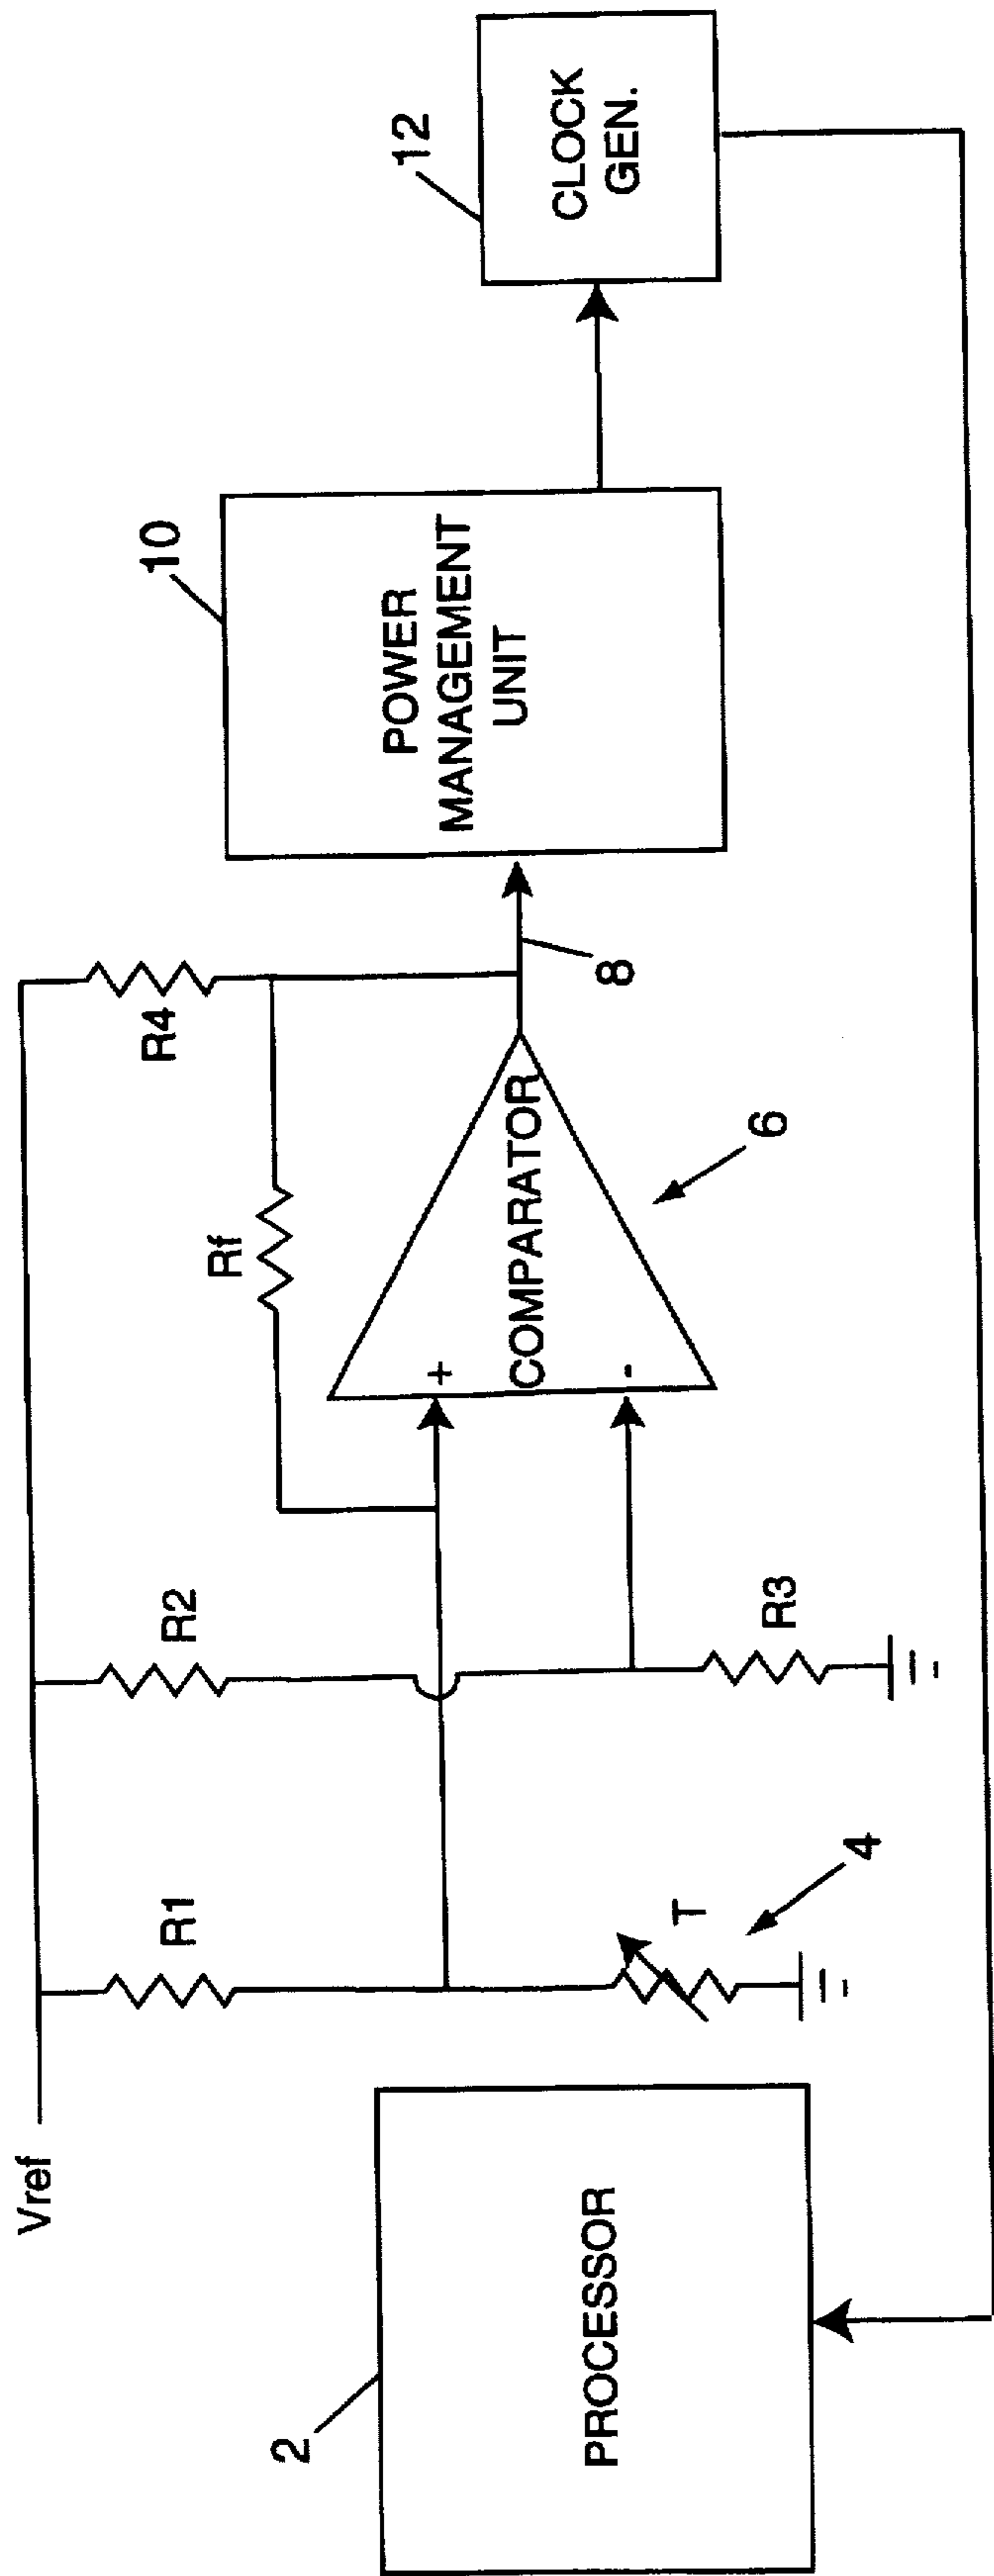 Vref
R1
R2
R4
Rf
R3
T
4
2
PROCESSOR
+
-
COMPARATOR
6
8
10
POWER
MANAGEMENT
UNIT
12
CLOCK
GEN.